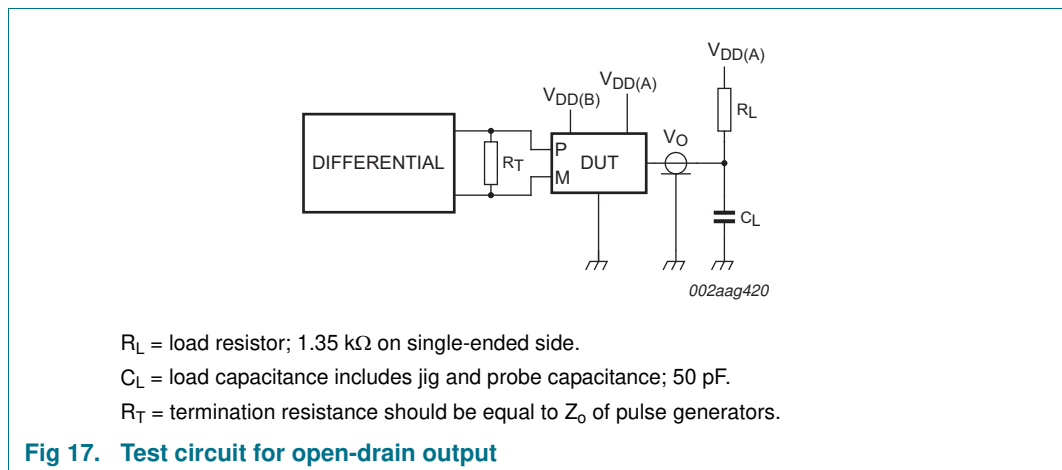 VDD(A)
VDD(A)
VDD(B)
RL
VO
DIFFERENTIAL
RT
P
M
DUT
CL
002aag420
RL = load resistor; 1.35 kΩ on single-ended side.
CL = load capacitance includes jig and probe capacitance; 50 pF.
RT = termination resistance should be equal to Zo of pulse generators.
Fig 17. Test circuit for open-drain output